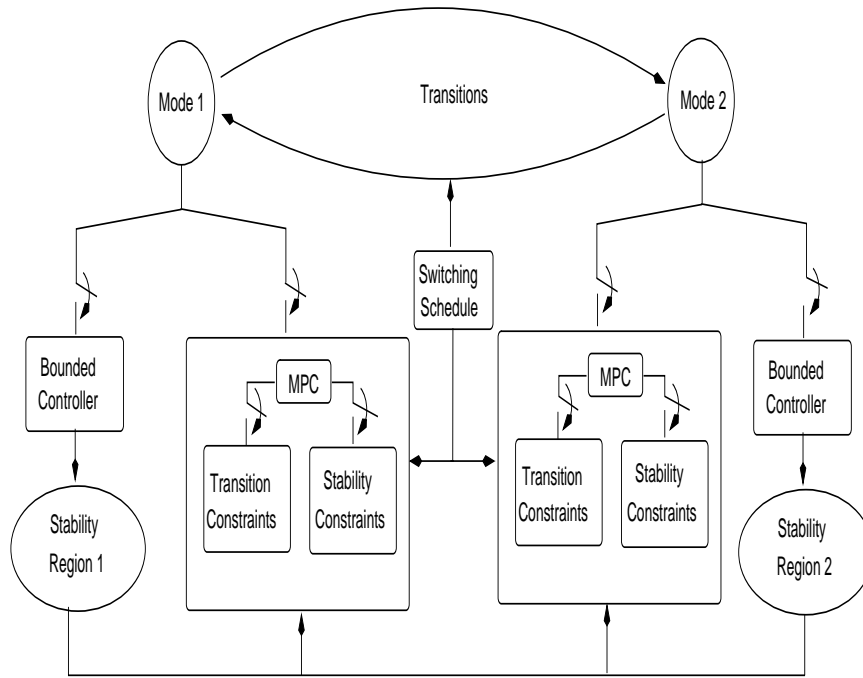 Mode 1
Transitions
Mode 2
Switching
Schedule
Bounded
Controller
MPC
Transition
Constraints
Stability
Constraints
MPC
Transition
Constraints
Stability
Constraints
Bounded
Controller
Stability
Region 1
Stability
Region 2